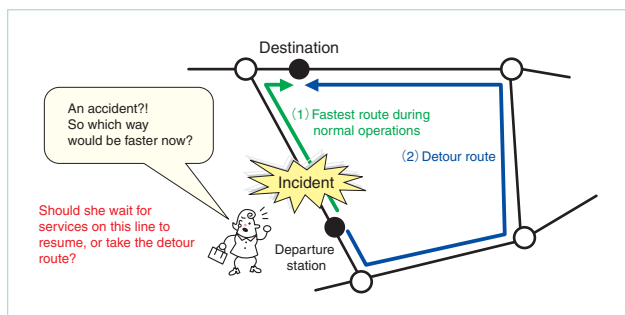 Destination
An accident?!
So which way
would be faster now?
(1) Fastest route during
normal operations
(2) Detour route
Incident
Should she wait for
services on this line to
resume, or take the detour
route?
Departure
station